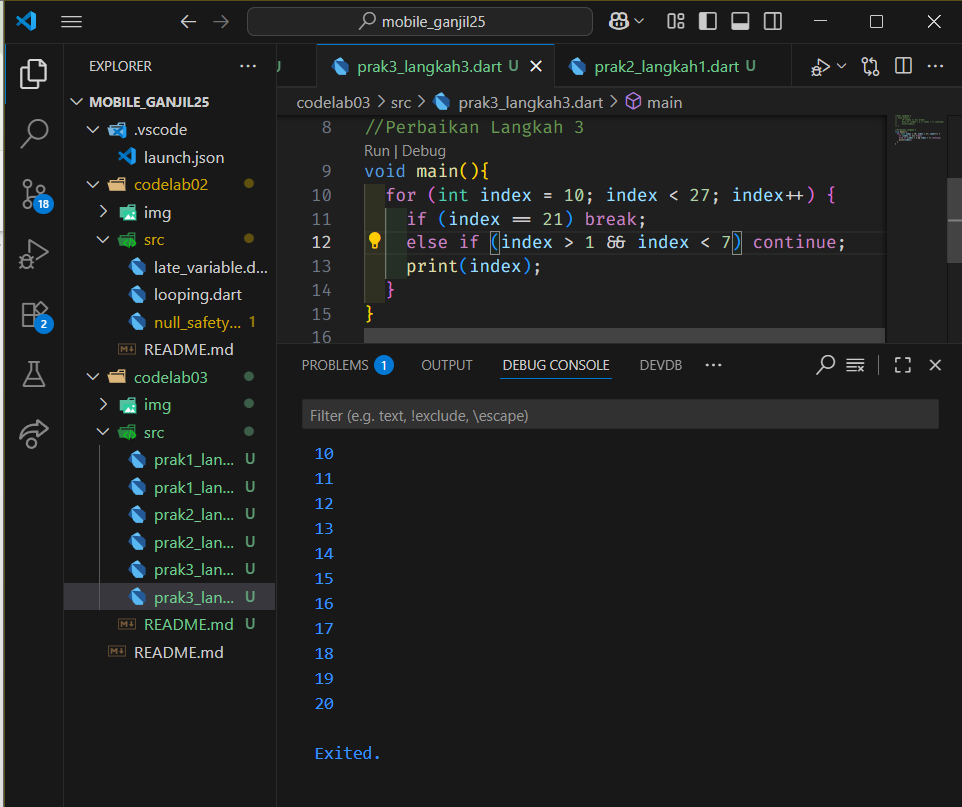 mobile_ganjil25
EXPLORER
MOBILE_GANJIL25
.vscode
launch.json
codelab02
img
src
late_variable.d...
looping.dart
null_safety... 1
README.md
codelab03
img
src
prak1_lan... U
prak1_lan... U
prak2_lan... U
prak2_lan... U
prak3_lan... U
prak3_lan... U
README.md U
README.md
18
2
U prak3_langkah3.dart U prak2_langkah1.dart U
codelab03 > src > prak3_langkah3.dart > main
8 //Perbaikan Langkah 3
Run | Debug
9 void main(){
10 for (int index = 10; index < 27; index++) {
11 if (index == 21) break;
12 else if (index > 1 && index < 7) continue;
13 print(index);
14 }
15 }
16
PROBLEMS 1 OUTPUT DEBUG CONSOLE DEVDB
Filter (e.g. text, !exclude, \escape)
10
11
12
13
14
15
16
17
18
19
20
Exited.